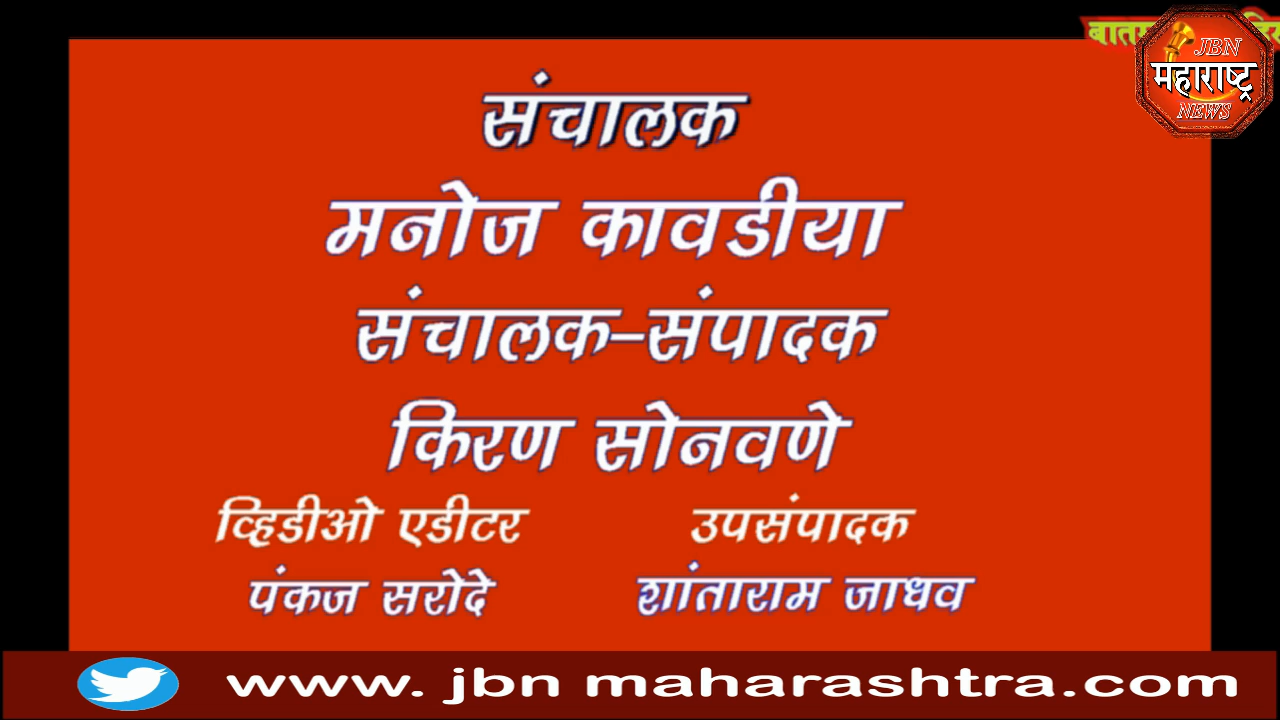 JBN
महाराष्ट्र
NEWS
संचालक
मनोज कावडीया
संचालक-संपादक
किरण सोनवणे
व्हिडीओ एडीटर उपसंपादक
पंकज सरोदे शांताराम जाधव
www. jbn maharashtra.com